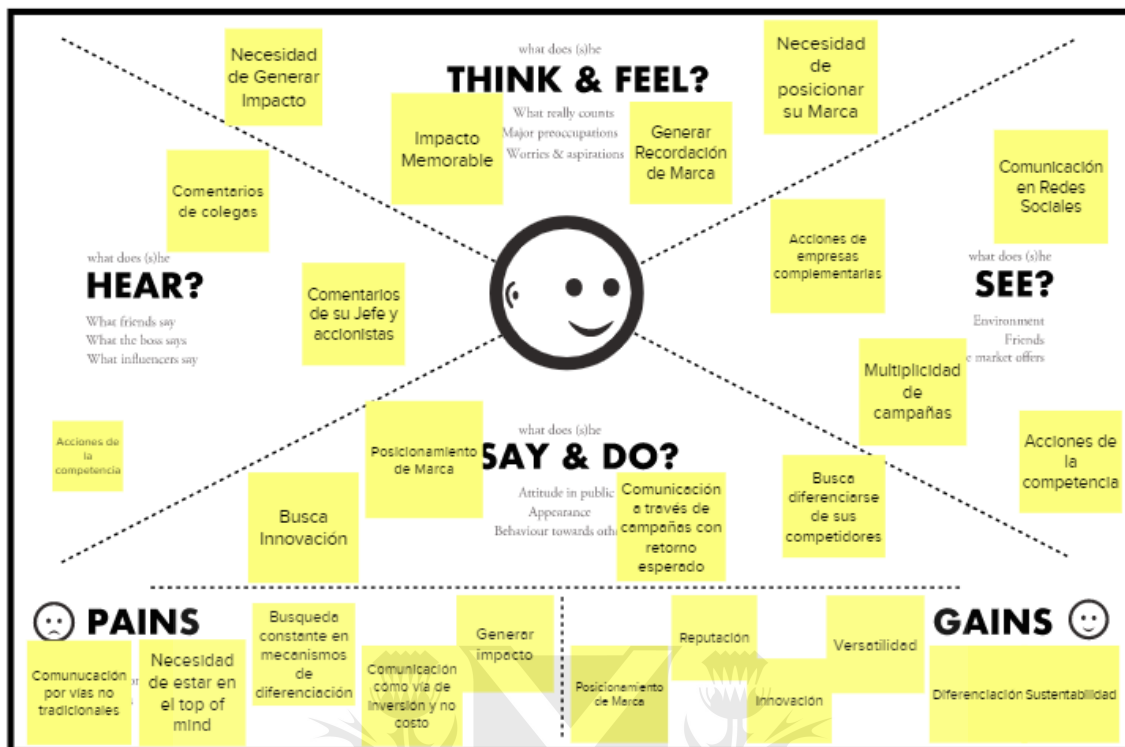 what does (s)he
THINK & FEEL?
What really counts
Major preoccupations
Worries & aspirations
Necesidad
de Generar
Impacto
Impacto
Memorable
Generar
Recordación
de Marca
Necesidad
de
posicionar
su Marca
what does (s)he
HEAR?
What friends say
What the boss says
What influencers say
Comentarios
de colegas
Comentarios
de su Jefe y
accionistas
Acciones de
la
competencia
what does (s)he
SEE?
Environment
Friends
e market offers
Comunicación
en Redes
Sociales
Acciones de
empresas
complementarias
Multiplicidad
de
campañas
Acciones de
la
competencia
what does (s)he
SAY & DO?
Attitude in public
Appearance
Behaviour towards othe
Posicionamiento
de Marca
Busca
Innovación
Comunicación
a través de
campañas con
retorno
esperado
Busca
diferenciarse
de sus
competidores
PAINS
Comunucación
por vías no
tradicionales
Necesidad
de estar en
el top of
mind
Busqueda
constante en
mecanismos
de
diferenciación
Comunicación
cómo vía de
inversión y no
costo
Generar
impacto
GAINS
Posicionamiento
de Marca
Reputación
Innovación
Versatilidad
Diferenciación Sustentabilidad